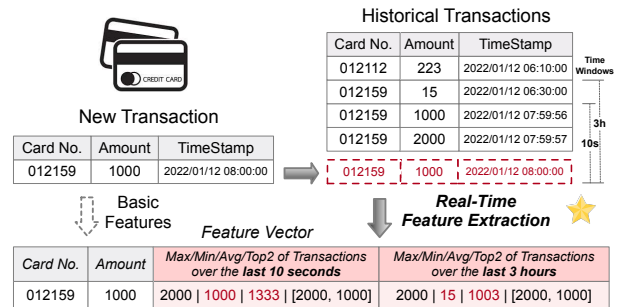 Historical Transactions
Card No. Amount TimeStamp
012112 223 2022/01/12 06:10:00
012159 15 2022/01/12 06:30:00
012159 1000 2022/01/12 07:59:56
012159 2000 2022/01/12 07:59:57
012159 1000 2022/01/12 08:00:00
Time
Windows
3h
10s
CREDIT CARD
New Transaction
Card No. Amount TimeStamp
012159 1000 2022/01/12 08:00:00
Basic
Features
Real-Time
Feature Extraction
Feature Vector
Card No. Amount
Max/Min/Avg/Top2 of Transactions
over the last 10 seconds
Max/Min/Avg/Top2 of Transactions
over the last 3 hours
012159 1000 2000 | 1000 | 1333 | [2000, 1000] 2000 | 15 | 1003 | [2000, 1000]